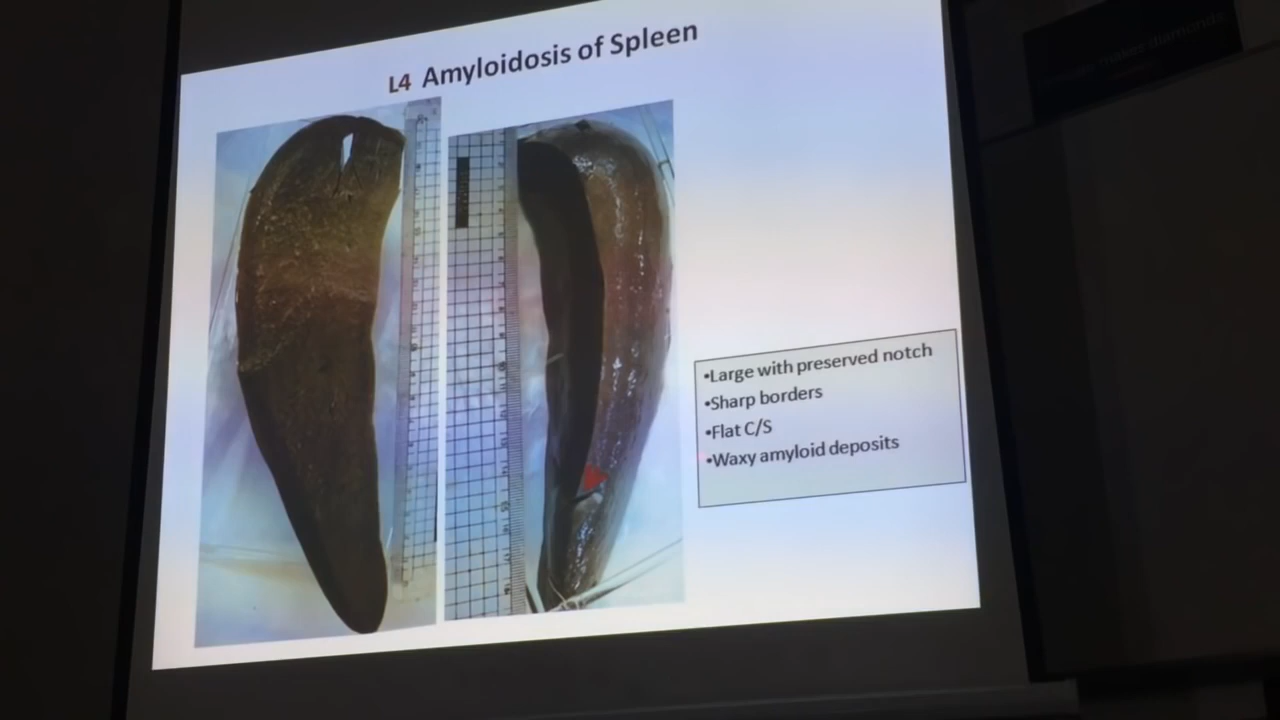 L4 Amyloidosis of Spleen
•Large with preserved notch
•Sharp borders
•Flat C/S
•Waxy amyloid deposits